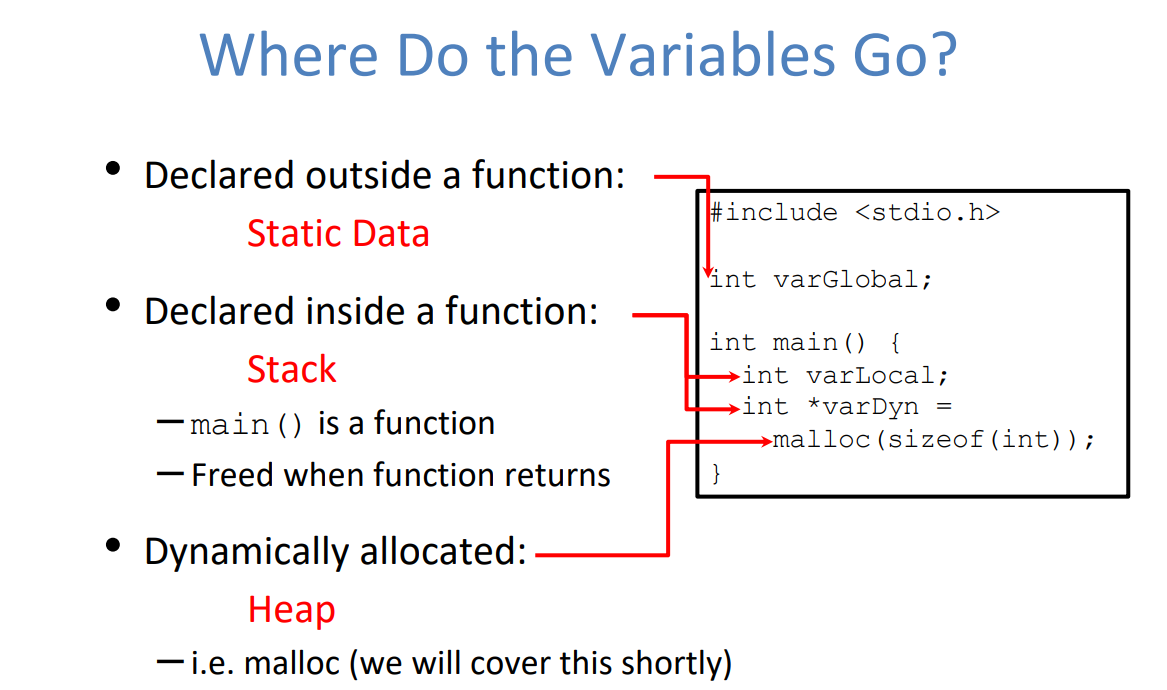 Where Do the Variables Go?
• Declared outside a function:
Static Data
• Declared inside a function:
Stack
– main() is a function
– Freed when function returns
• Dynamically allocated:
Heap
– i.e. malloc (we will cover this shortly)
#include <stdio.h>
int varGlobal;
int main() {
int varLocal;
int *varDyn =
malloc(sizeof(int));
}